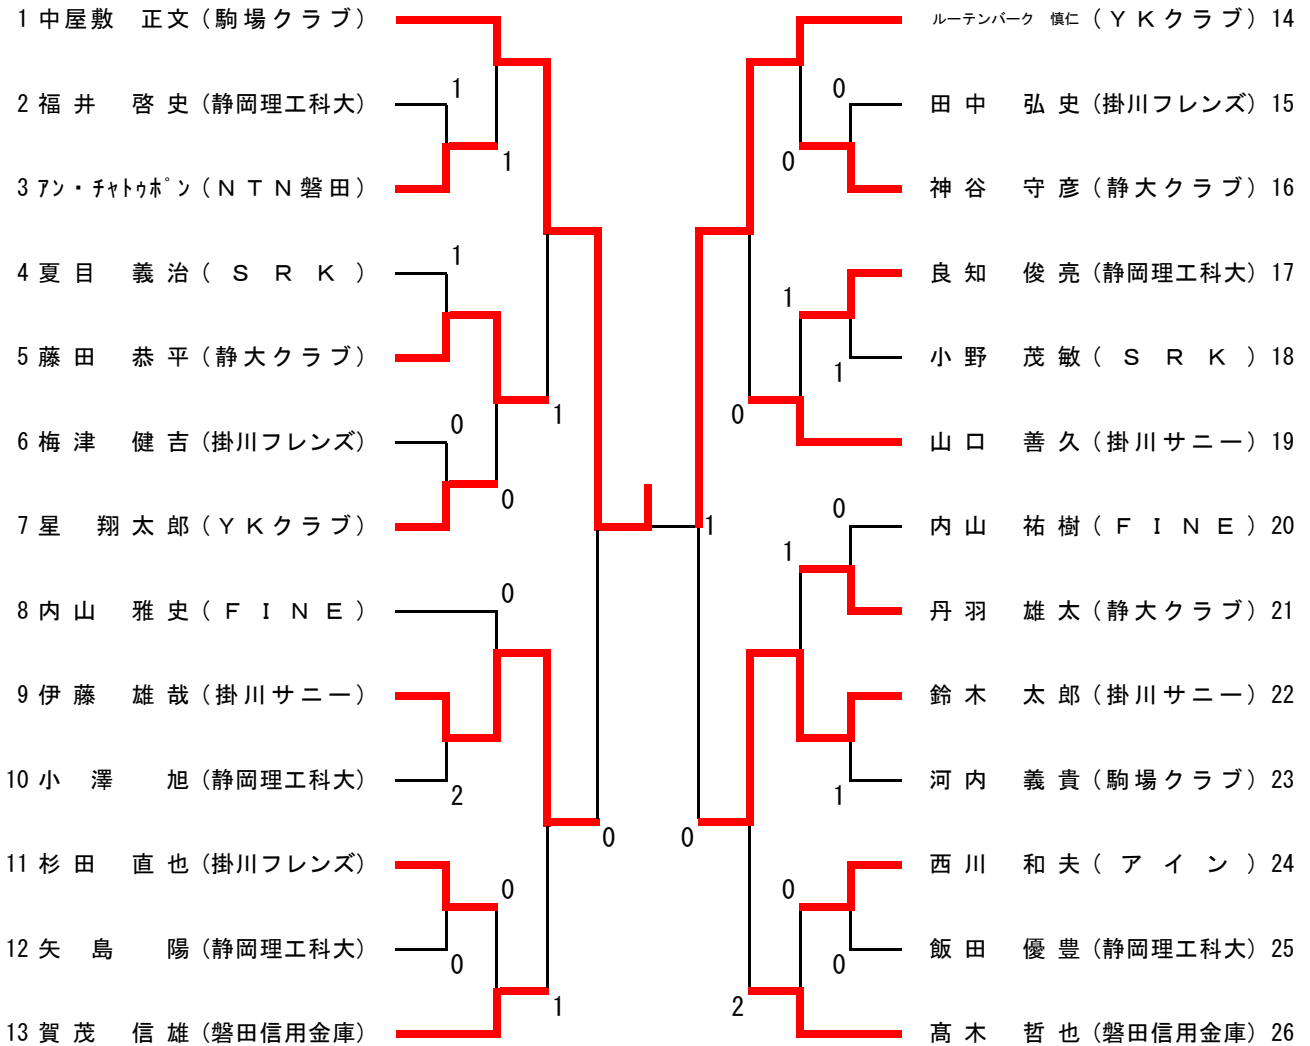 1 中屋敷 正文 (駒場クラブ)
2 福井 啓史 (静岡理工科大)
3 アン・チャトゥポン (NTN磐田)
4 夏目 義治 (SRK)
5 藤田 恭平 (静大クラブ)
6 梅津 健吉 (掛川フレンズ)
7 星 翔太郎 (YKクラブ)
8 内山 雅史 (FINE)
9 伊藤 雄哉 (掛川サニー)
10 小澤 旭 (静岡理工科大)
11 杉田 直也 (掛川フレンズ)
12 矢島 陽 (静岡理工科大)
13 賀茂 信雄 (磐田信用金庫)
1
1
1
1
0
0
0
2
0
0
0
1
1
0
0
0
1
1
0
0
1
1
0
0
0
2
ルーテンバーク 慎仁 (YKクラブ) 14
田中 弘史 (掛川フレンズ) 15
神谷 守彦 (静大クラブ) 16
良知 俊亮 (静岡理工科大) 17
小野 茂敏 (SRK) 18
山口 善久 (掛川サニー) 19
内山 祐樹 (FINE) 20
丹羽 雄太 (静大クラブ) 21
鈴木 太郎 (掛川サニー) 22
河内 義貴 (駒場クラブ) 23
西川 和夫 (アイン) 24
飯田 優豊 (静岡理工科大) 25
髙木 哲也 (磐田信用金庫) 26